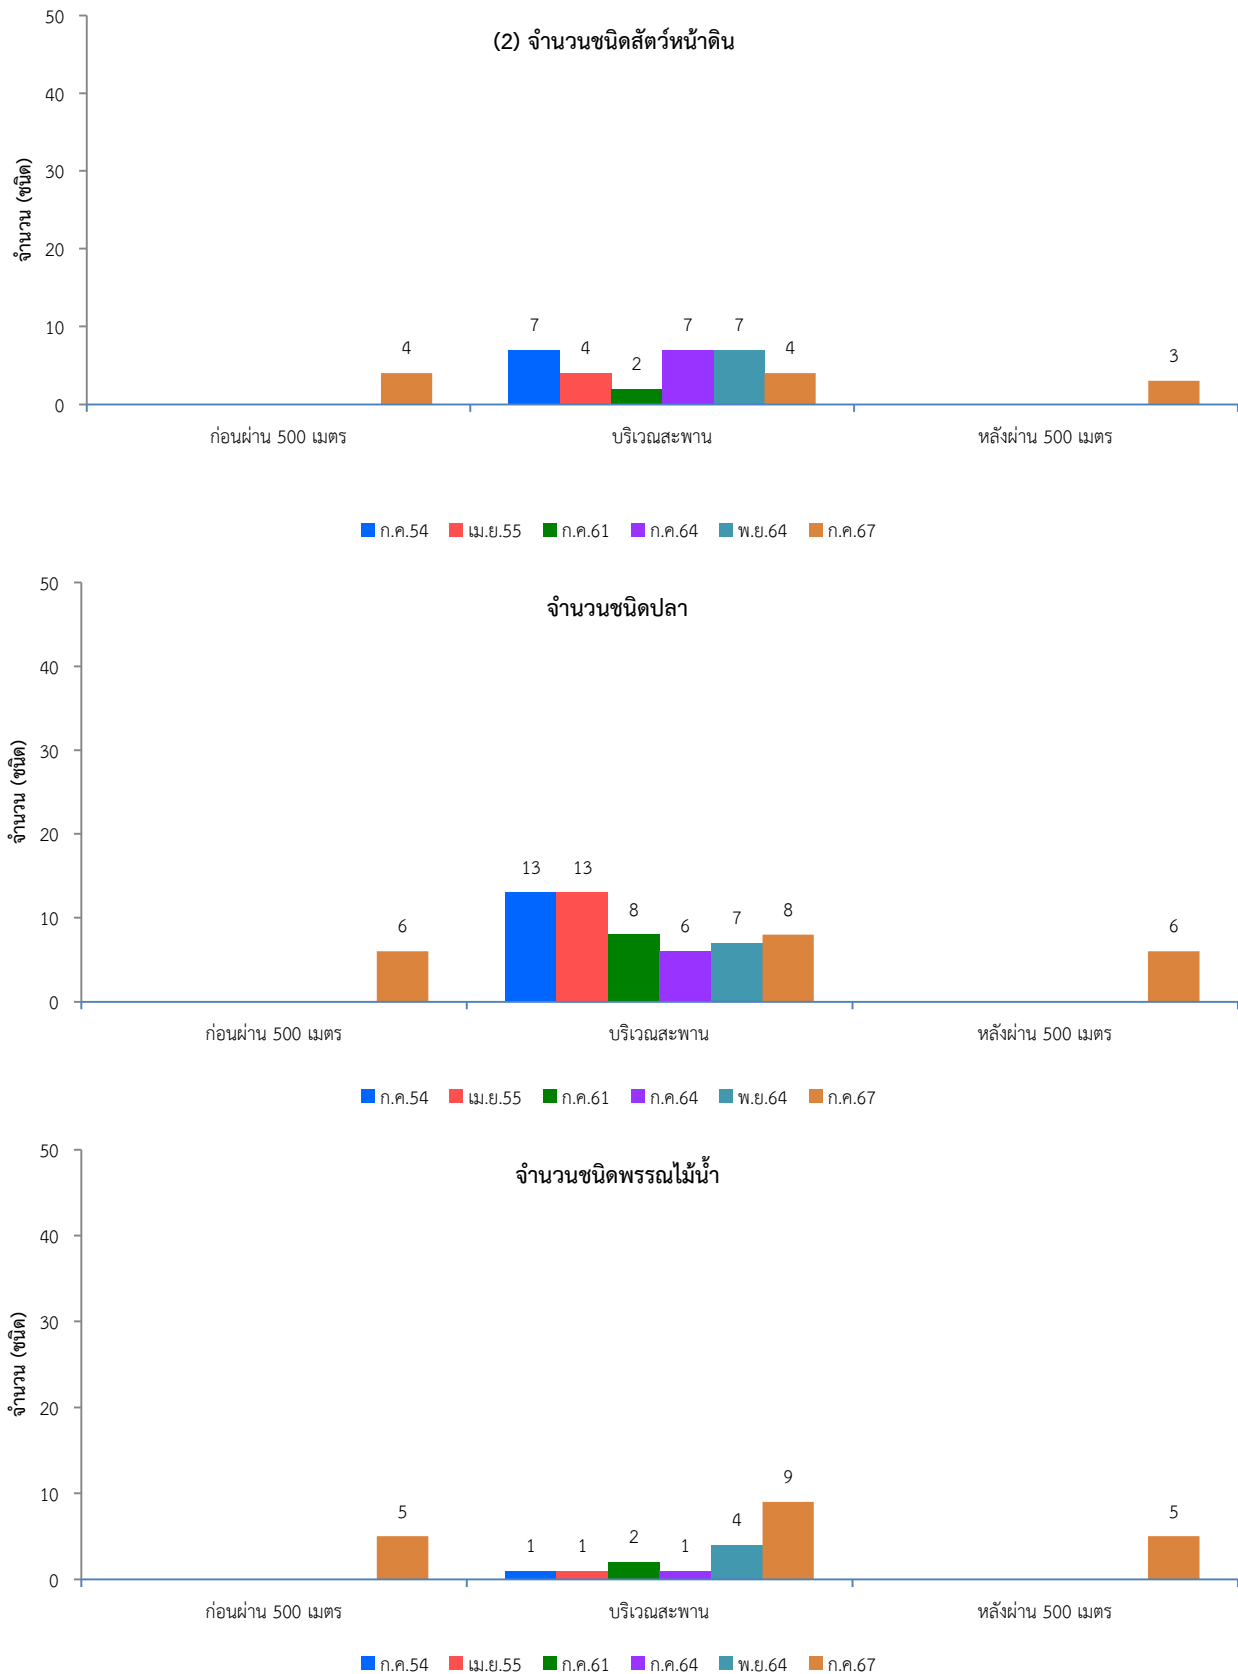 (2) จำนวนชนิดสัตว์หน้าดิน
จำนวน (ชนิด)
50
40
30
20
10
0
4
7
4
2
7
7
4
3
ก่อนผ่าน 500 เมตร
บริเวณสะพาน
หลังผ่าน 500 เมตร
ก.ค.54 เม.ย.55 ก.ค.61 ก.ค.64 พ.ย.64 ก.ค.67
จำนวนชนิดปลา
จำนวน (ชนิด)
50
40
30
20
10
0
6
13
13
8
6
7
8
6
ก่อนผ่าน 500 เมตร
บริเวณสะพาน
หลังผ่าน 500 เมตร
ก.ค.54 เม.ย.55 ก.ค.61 ก.ค.64 พ.ย.64 ก.ค.67
จำนวนชนิดพรรณไม้น้ำ
จำนวน (ชนิด)
50
40
30
20
10
0
5
1
1
2
1
4
9
5
ก่อนผ่าน 500 เมตร
บริเวณสะพาน
หลังผ่าน 500 เมตร
ก.ค.54 เม.ย.55 ก.ค.61 ก.ค.64 พ.ย.64 ก.ค.67